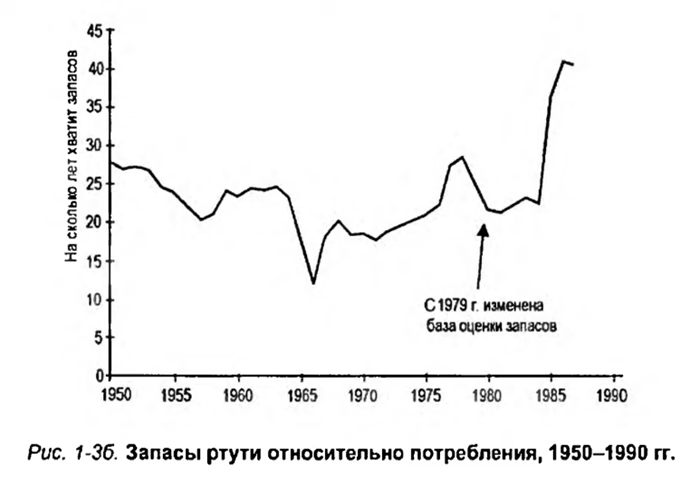 На сколько лет хватит запасов
45
40
35
30
25
20
15
10
5
0
1950 1955 1960 1965 1970 1975 1980 1985 1990
С 1979 г. изменена
база оценки запасов
Рис. 1-3б. Запасы ртути относительно потребления, 1950–1990 гг.